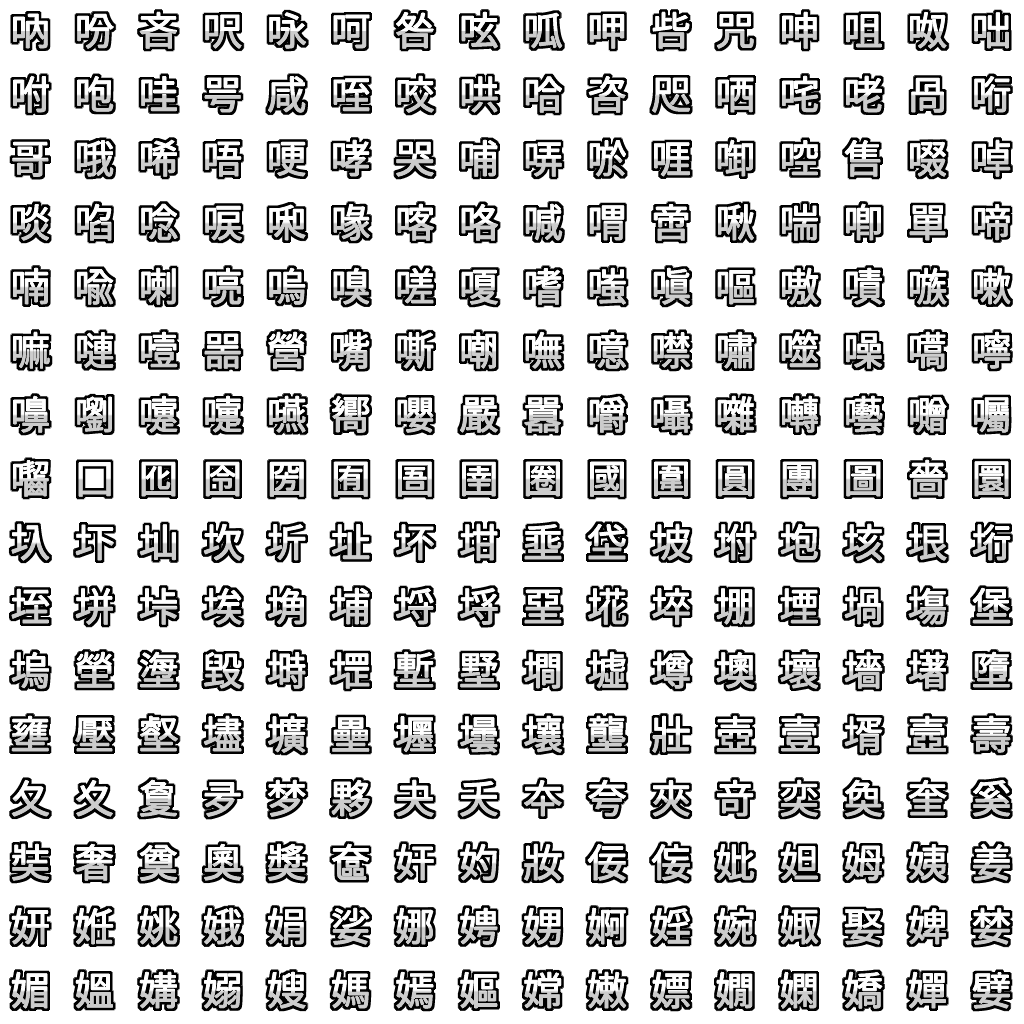 吶吩吝呎咏呵咎呟呱呷呰咒呻咀呶咄
咐咆哇咢咸咥咬哄哈咨咫哂咤咾咼哘
哥哦唏唔哽哮哭哺哢唹啀啣啌售啜啅
啖啗唸唳啝喙喀咯喊喟啻啾喘喞單啼
喃喩喇喨嗚嗅嗟嗄嗜嗤嗔嘔嗷嘖嗾嗽
嘛嗹噎噐營嘴嘶嘲嘸噫噤嘯噬噪嚆嚀
嚊嚠嚔嚏嚥嚮嚶嚴囂嚼囁囃囀囈囎囑
囓囗囮囹圀囿圄圉圈國圍圓團圖嗇圜
圦圷圸坎圻址坏坩埀垈坡坿垉垓垠垳
垤垪垰埃埆埔埒埓堊埖埣堋堙堝塲堡
塢塋塰毀塒堽塹墅墹墟墫墺壞墻墸墮
壅壓壑壗壙壘壥壜壤壟壯壺壹壻壼壽
夂夊夐夛梦夥夬夭夲夸夾竒奕奐奎奚
奘奢奠奧奬奩奸妁妝佞侫妣妲姆姨姜
妍姙姚娥娟娑娜娉娚婀婬婉娵娶婢婪
媚媼媾嫋嫂媽嫣嫗嫦嫩嫖嫺嫻嬌嬋嬖